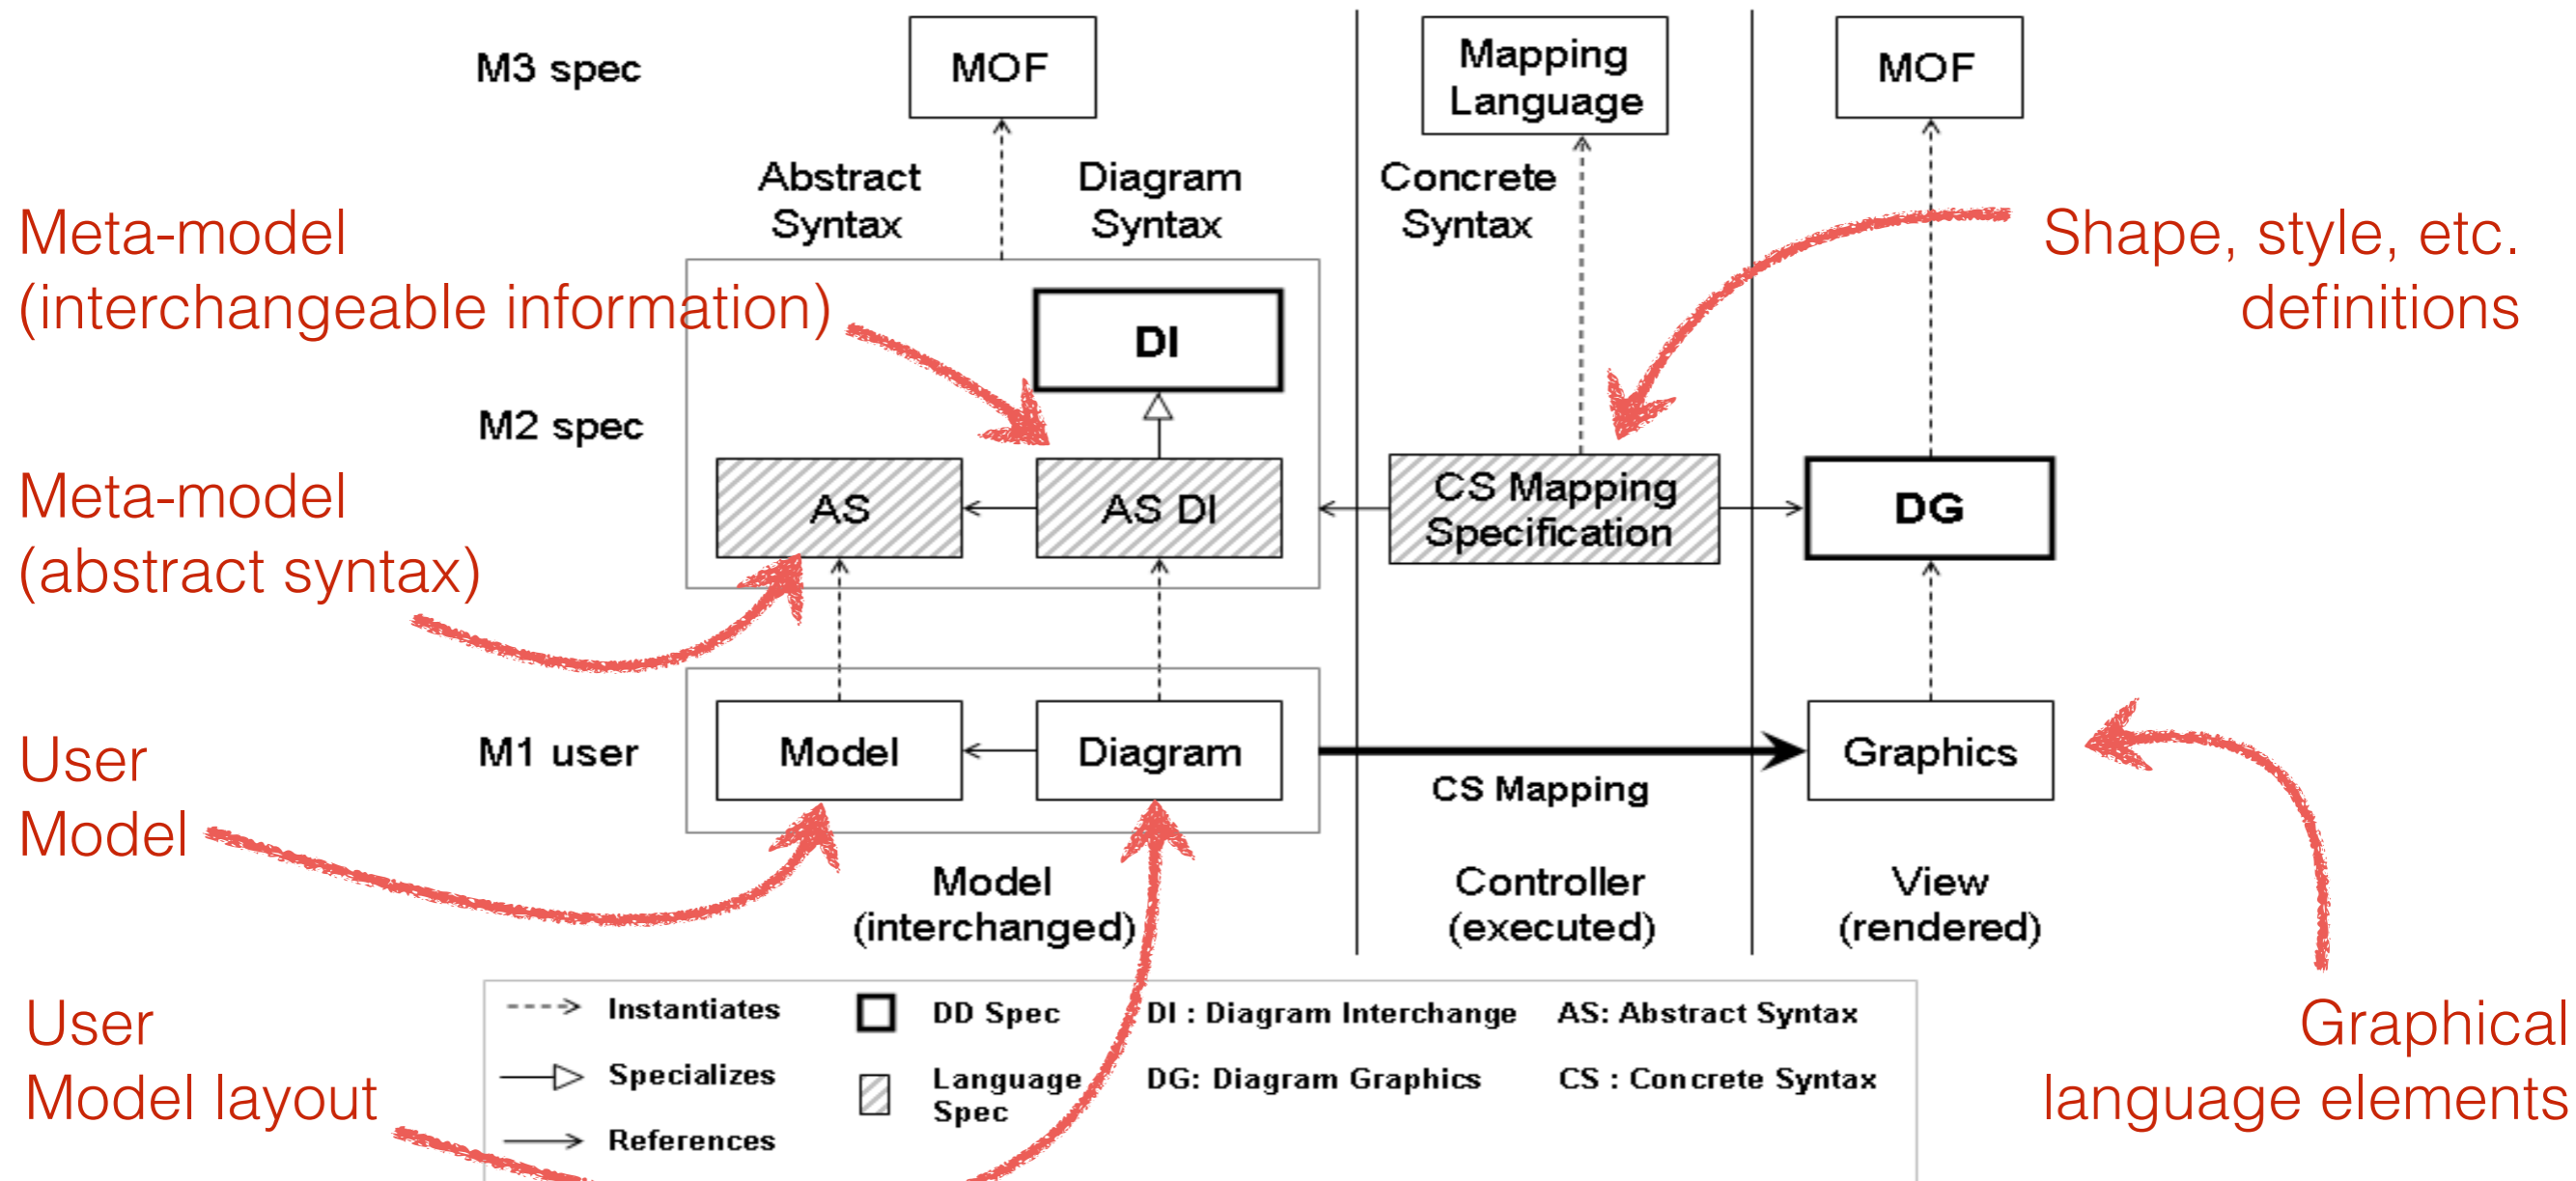 M3 spec
MOF
Mapping
Language
MOF
Abstract
Syntax
Diagram
Syntax
Concrete
Syntax
Meta-model
(interchangeable information)
Shape, style, etc.
definitions
DI
M2 spec
Meta-model
(abstract syntax)
AS
AS DI
CS Mapping
Specification
DG
User
Model
M1 user
Model
Diagram
CS Mapping
Graphics
Model
(interchanged)
Controller
(executed)
View
(rendered)
User
Model layout
Graphical
language elements
Instantiates
DD Spec
DI : Diagram Interchange
AS: Abstract Syntax
Specializes
Language
Spec
DG: Diagram Graphics
CS : Concrete Syntax
References